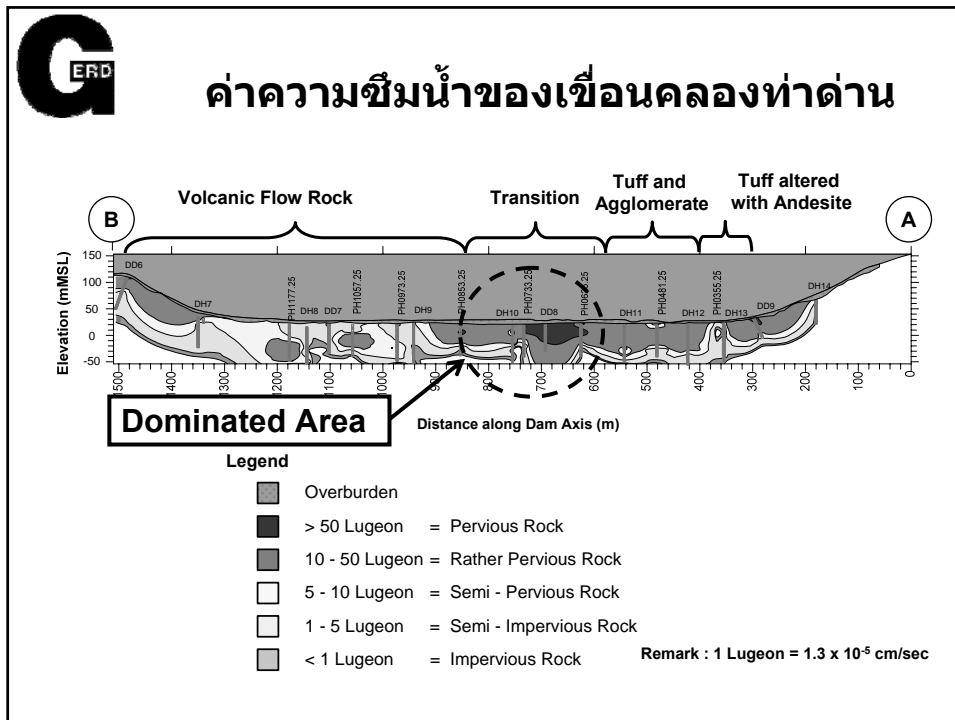 G ERD
ค่าความซึมน้ำของเขื่อนคลองท่าด่าน
Volcanic Flow Rock
Transition
Tuff and
Agglomerate
Tuff altered
with Andesite
B
A
Elevation (mMSL)
150
100
50
0
-50
DD6
DH7
PH1177.25
DH8
DD7
PH1057.25
PH0973.25
DH9
PH0853.25
DH10
PH0733.25
DD8
DH11
PH0481.25
DH12
PH0355.25
DH13
DD9
DH14
1500
1400
1300
1200
1100
1000
900
800
700
600
500
400
300
200
100
0
Dominated Area
Distance along Dam Axis (m)
Legend
Overburden
> 50 Lugeon = Pervious Rock
10 - 50 Lugeon = Rather Pervious Rock
5 - 10 Lugeon = Semi - Pervious Rock
1 - 5 Lugeon = Semi - Impervious Rock
< 1 Lugeon = Impervious Rock
Remark : 1 Lugeon = 1.3 x 10⁻⁵ cm/sec